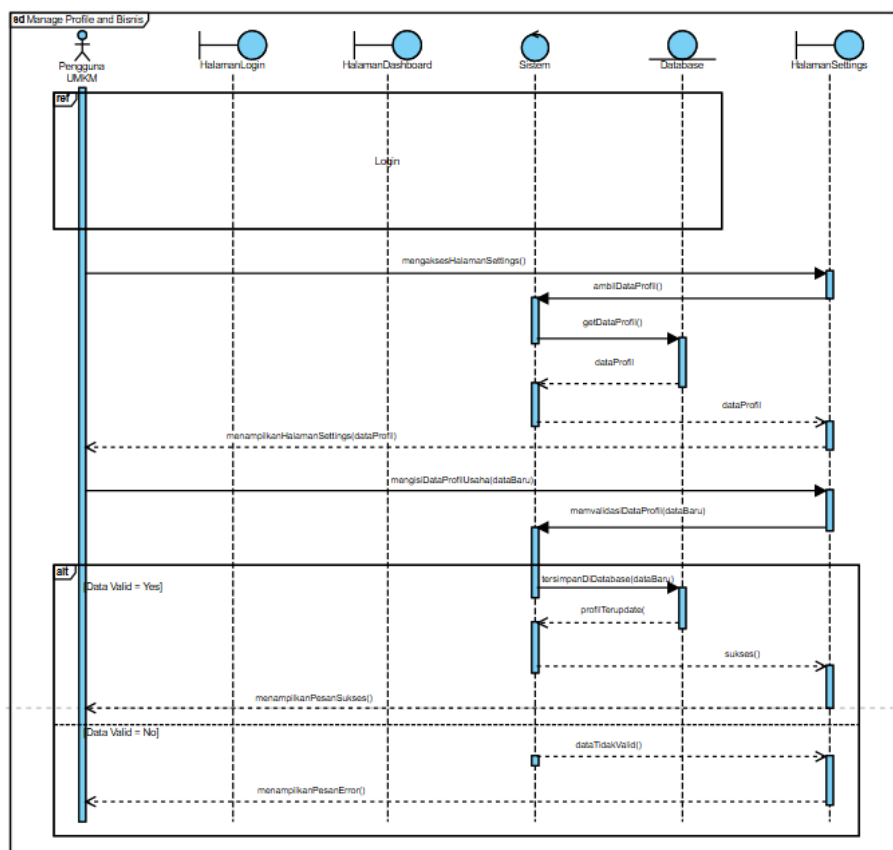 sd Manage Profile and Bisnis
Pengguna
UMKM
HalamanLogin
HalamanDashboard
Sistem
Database
HalamanSettings
ref
Login
mengaksesHalamanSettings()
ambilDataProfil()
getDataProfil()
dataProfil
dataProfil
menampilkanHalamanSettings(dataProfil)
mengisiDataProfilUsaha(dataBaru)
memvalidasiDataProfil(dataBaru)
alt
[Data Valid = Yes]
tersimpanDiDatabase(dataBaru)
profilTerupdate(
sukses()
menampilkanPesanSukses()
[Data Valid = No]
dataTidakValid()
menampilkanPesanError()